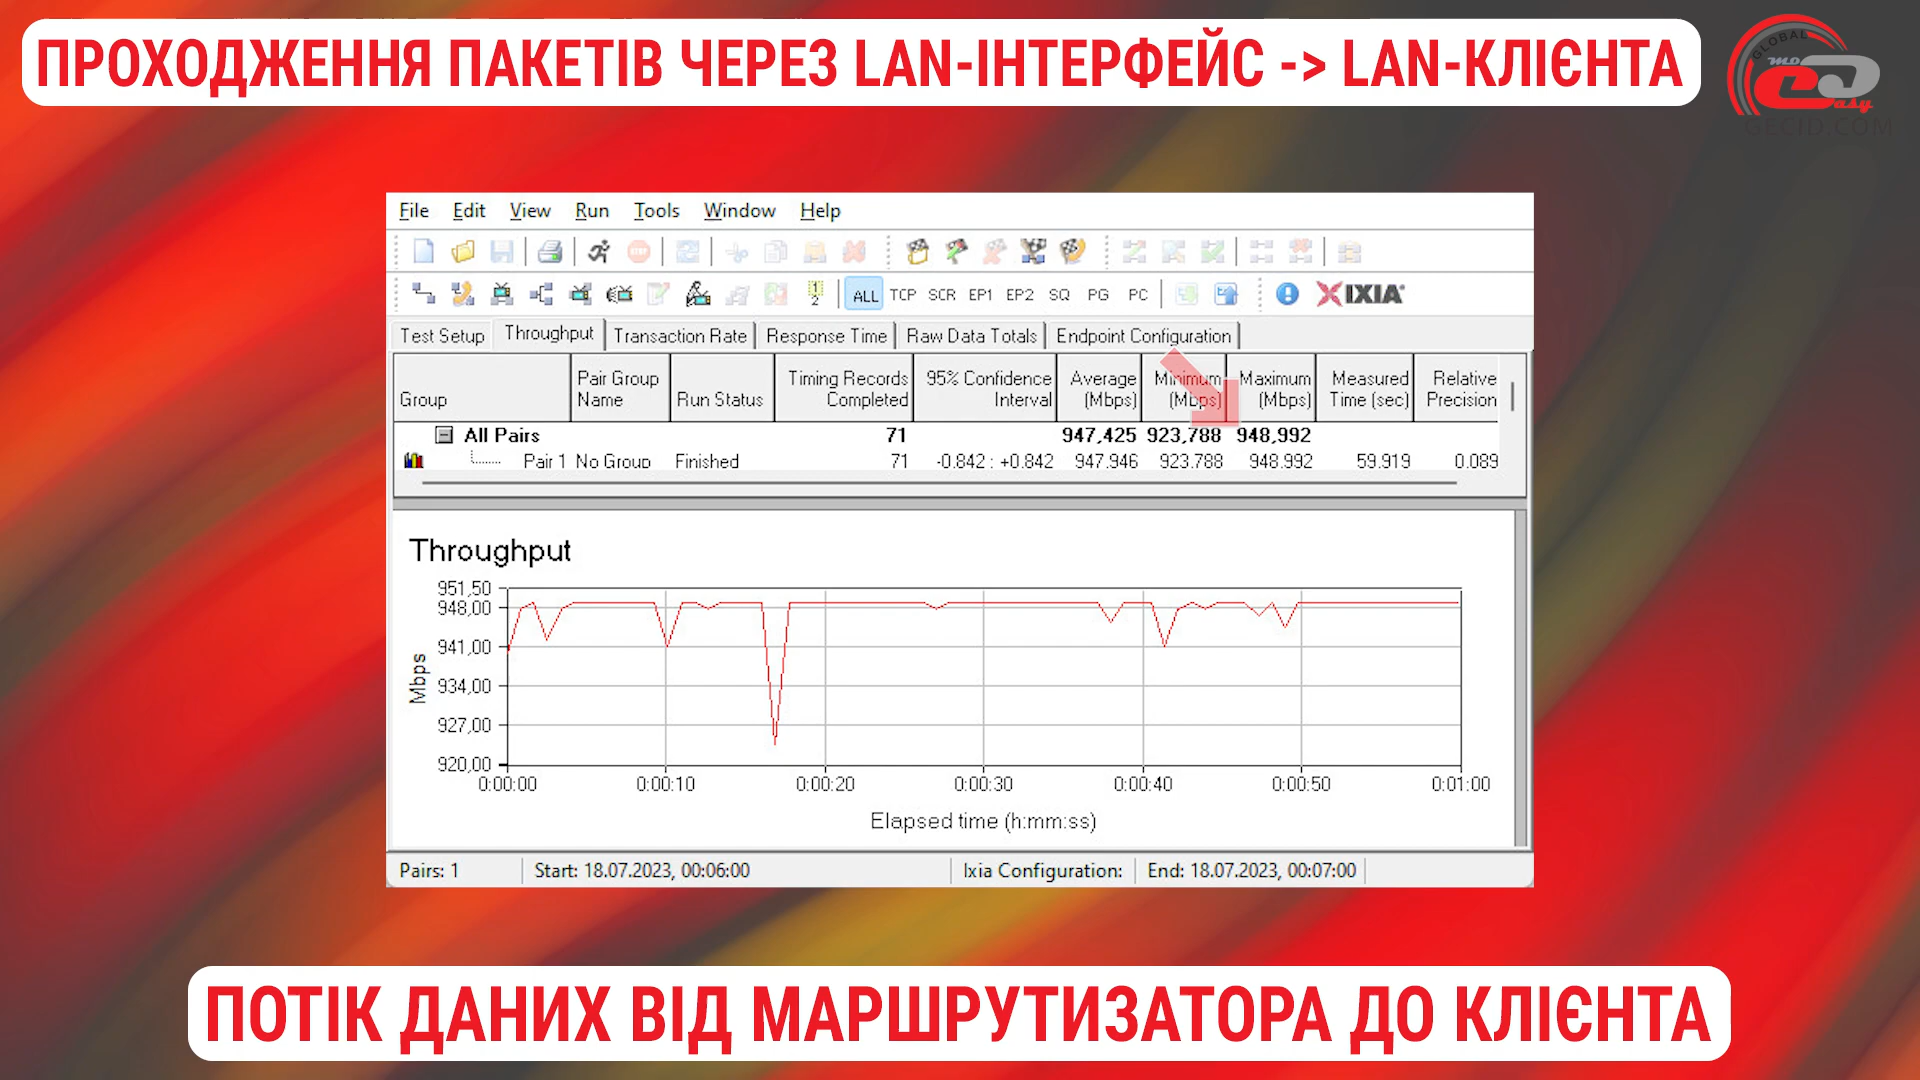 ПРОХОДЖЕННЯ ПАКЕТІВ ЧЕРЕЗ LAN-ІНТЕРФЕЙС -> LAN-КЛІЄНТА
GLOBAL
GECID.COM
File Edit View Run Tools Window Help
ALL TCP SCR EP1 EP2 SQ PG PC IXIA
Test Setup Throughput Transaction Rate Response Time Raw Data Totals Endpoint Configuration
Group Pair Group Name Run Status Timing Records Completed 95% Confidence Interval Average (Mbps) Minimum (Mbps) Maximum (Mbps) Measured Time (sec) Relative Precision
All Pairs 71 947,425 923,788 948,992
Pair 1 No Group Finished 71 -0.842 : +0.842 947.946 923.788 948.992 59.919 0.089
Throughput
951,50
948,00
941,00
934,00
927,00
920,00
Mbps
0:00:00 0:00:10 0:00:20 0:00:30 0:00:40 0:00:50 0:01:00
Elapsed time (h:mm:ss)
Pairs: 1 Start: 18.07.2023, 00:06:00 Ixia Configuration: End: 18.07.2023, 00:07:00
ПОТІК ДАНИХ ВІД МАРШРУТИЗАТОРА ДО КЛІЄНТА